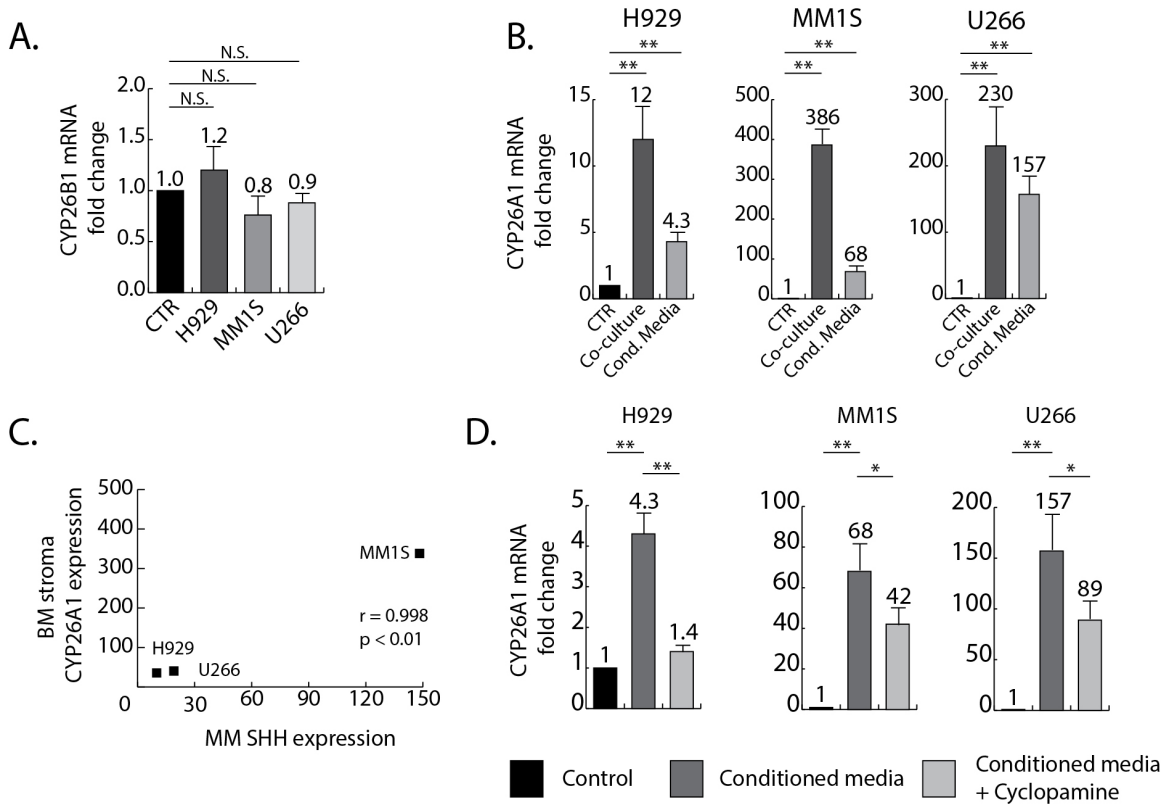 A.
N.S.
N.S.
N.S.
CYP26B1 mRNA
fold change
2.0
1.5
1.0
0.5
0.0
1.0
1.2
0.8
0.9
CTR
H929
MM1S
U266
B.
H929
**
**
CYP26A1 mRNA
fold change
15
10
5
0
1
12
4.3
CTR
Co-culture
Cond. Media
MM1S
**
**
500
400
300
200
100
0
1
386
68
CTR
Co-culture
Cond. Media
U266
**
**
300
200
100
0
1
230
157
CTR
Co-culture
Cond. Media
C.
BM stroma
CYP26A1 expression
500
400
300
200
100
0
30
60
90
120
150
MM1S
r = 0.998
p < 0.01
H929
U266
MM SHH expression
D.
H929
**
**
CYP26A1 mRNA
fold change
5
4
3
2
1
0
1
4.3
1.4
MM1S
**
*
100
80
60
40
20
0
1
68
42
U266
**
*
200
150
100
50
0
1
157
89
Control
Conditioned media
Conditioned media
+ Cyclopamine